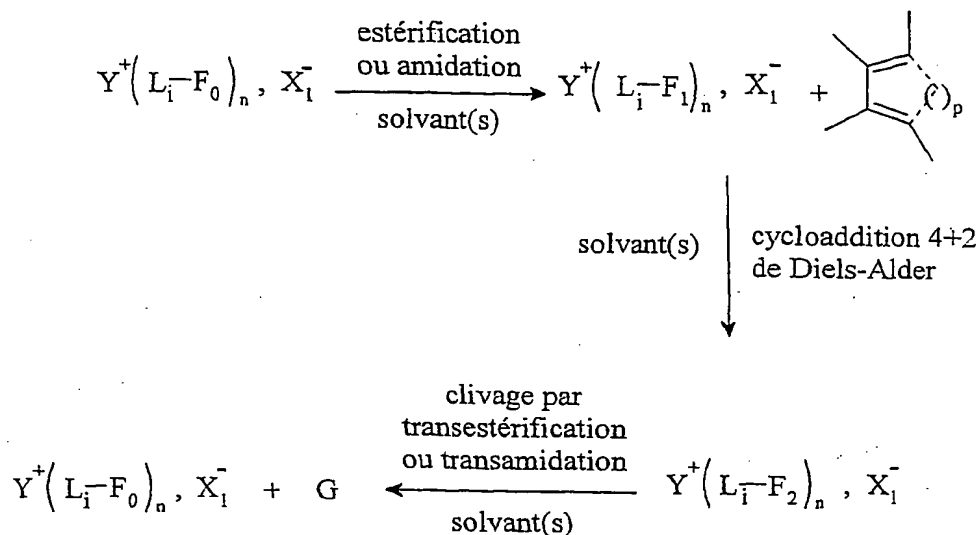 estérification
ou amidation
Y⁺( Lᵢ—F₀ )ₙ , X₁⁻ Y⁺( Lᵢ—F₁ )ₙ , X₁⁻ + ( )ₚ
solvant(s)
solvant(s) cycloaddition 4+2
de Diels-Alder
clivage par
transestérification
ou transamidation
Y⁺( Lᵢ—F₀ )ₙ , X₁⁻ + G Y⁺( Lᵢ—F₂ )ₙ , X₁⁻
solvant(s)